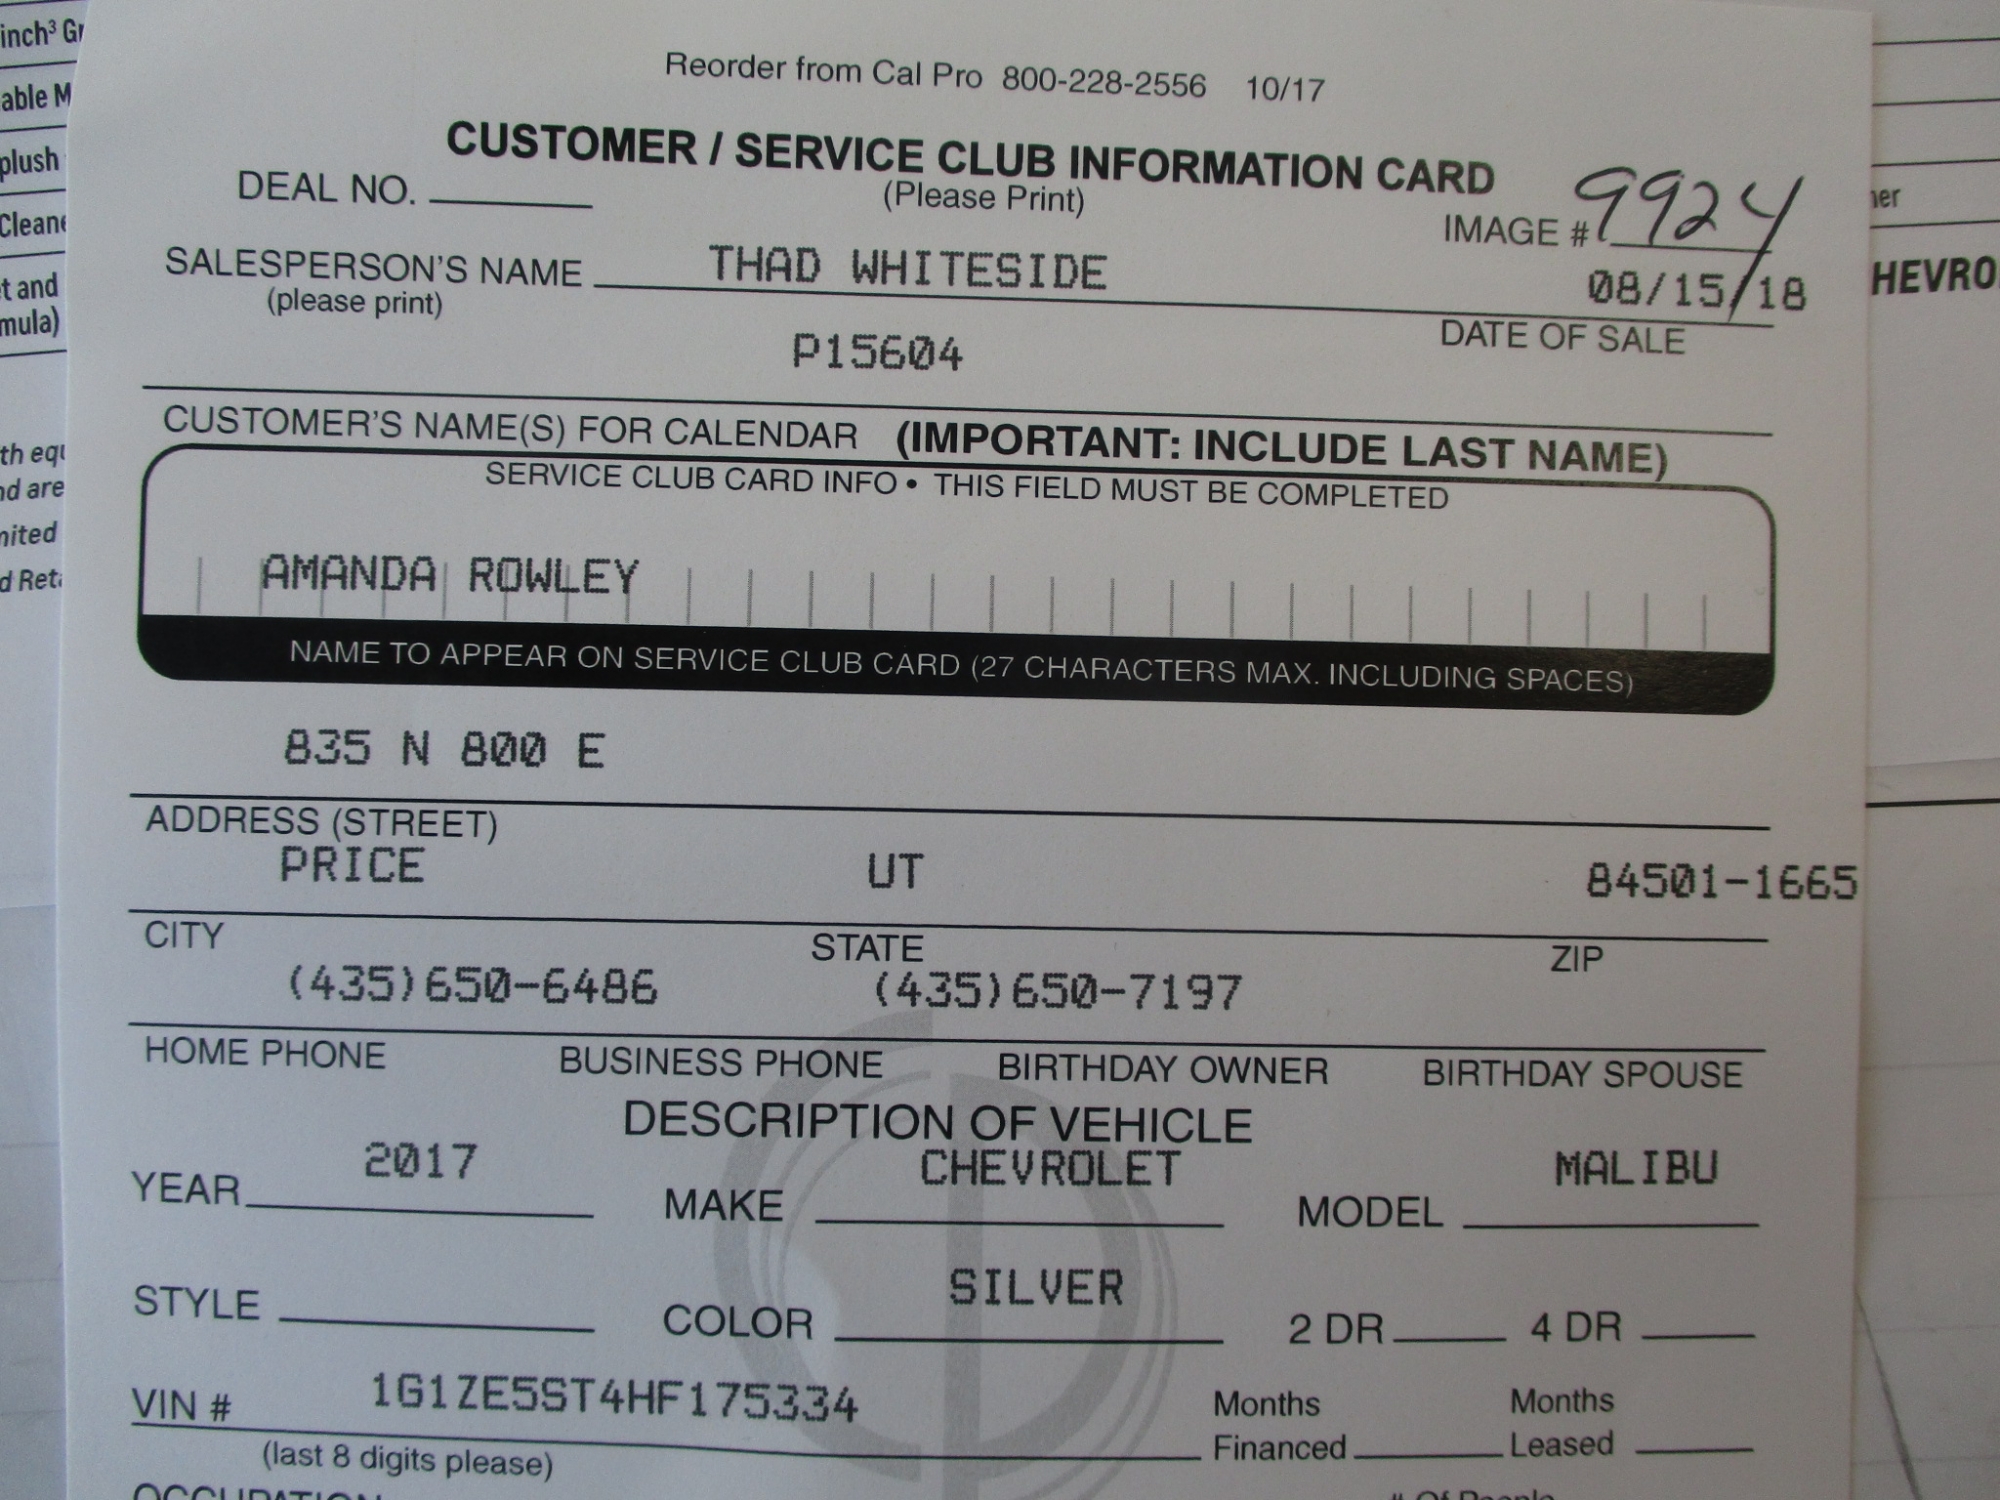 inch³ Gr
able M
plush
Cleane
t and
mula)
th equ
nd are
mited
d Reta
ner
HEVRO
Reorder from Cal Pro 800-228-2556 10/17
CUSTOMER / SERVICE CLUB INFORMATION CARD
(Please Print)
DEAL NO.
IMAGE # 9924
SALESPERSON'S NAME THAD WHITESIDE
(please print)
08/15/18
DATE OF SALE
P15604
CUSTOMER'S NAME(S) FOR CALENDAR (IMPORTANT: INCLUDE LAST NAME)
SERVICE CLUB CARD INFO • THIS FIELD MUST BE COMPLETED
AMANDA ROWLEY
NAME TO APPEAR ON SERVICE CLUB CARD (27 CHARACTERS MAX. INCLUDING SPACES)
835 N 800 E
ADDRESS (STREET)
PRICE UT 84501-1665
CITY STATE ZIP
(435)650-6486 (435)650-7197
HOME PHONE BUSINESS PHONE BIRTHDAY OWNER BIRTHDAY SPOUSE
DESCRIPTION OF VEHICLE
YEAR 2017 MAKE CHEVROLET MODEL MALIBU
STYLE COLOR SILVER 2 DR 4 DR
VIN # 1G1ZE5ST4HF175334
(last 8 digits please)
Months Financed
Months Leased
OCCUPATION
# Of People